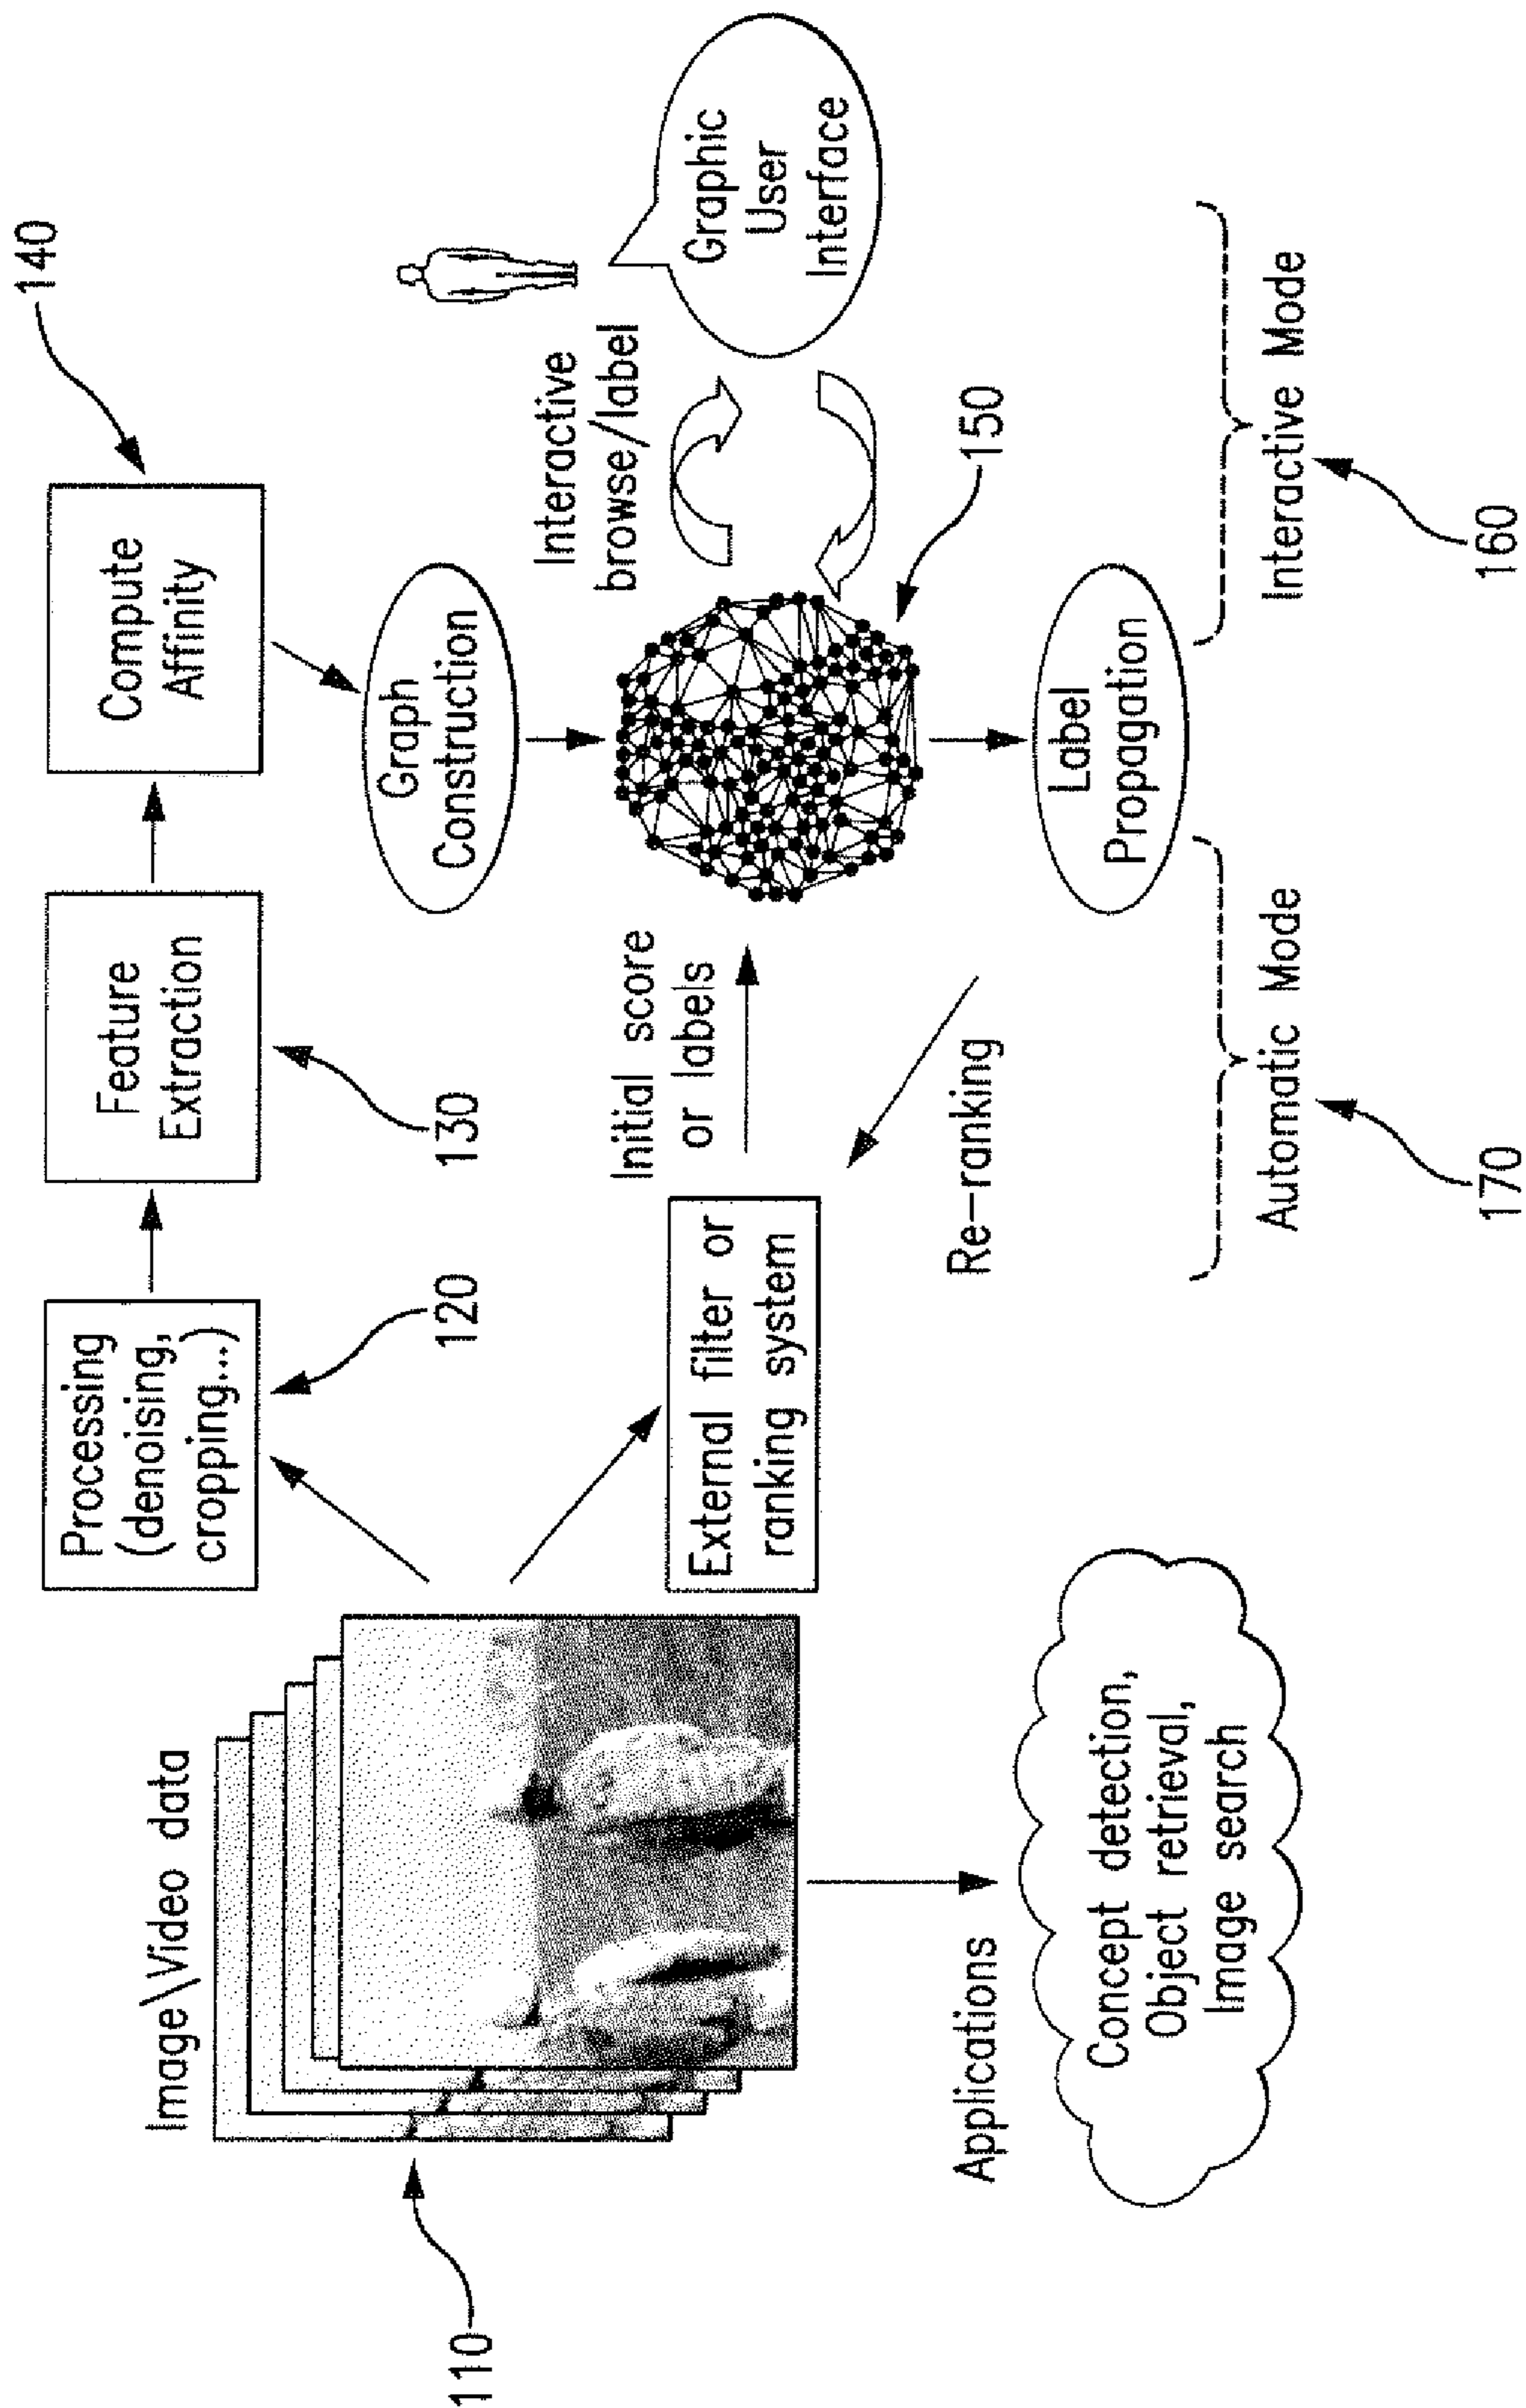 Image\Video data
110
Processing
(denoising,
cropping...)
120
Feature
Extraction
130
Compute
Affinity
140
Graph
Construction
External filter or
ranking system
Initial score
or labels
Re-ranking
Interactive
browse/label
Graphic
User
Interface
150
Label
Propagation
Applications
Concept detection,
Object retrieval,
Image search
Automatic Mode
170
Interactive Mode
160